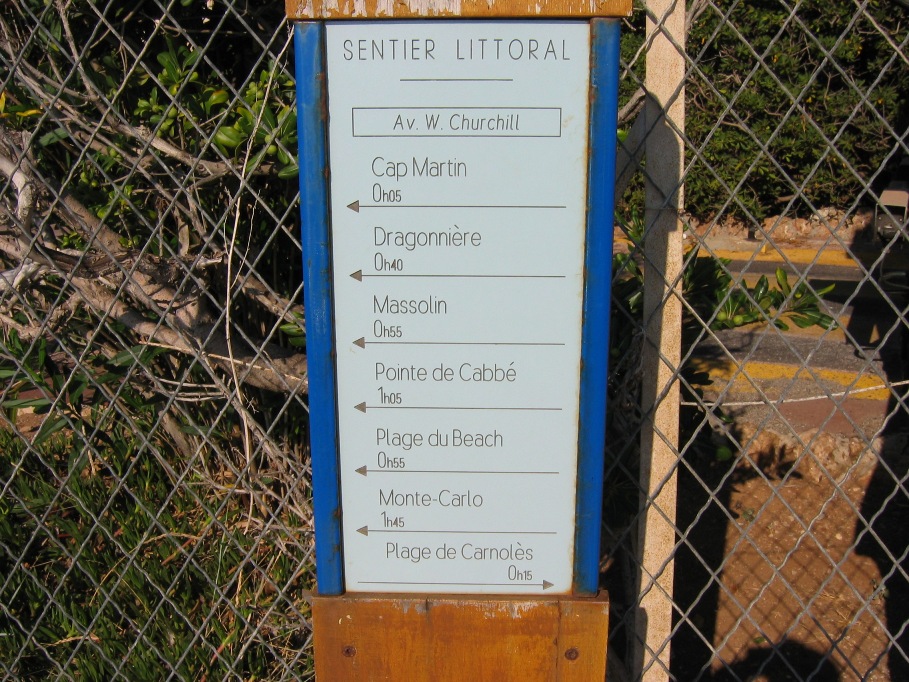 SENTIER LITTORAL
Av. W. Churchill
Cap Martin
0h05
Dragonnière
0h40
Massolin
0h55
Pointe de Cabbé
1h05
Plage du Beach
0h55
Monte-Carlo
1h45
Plage de Carnolès
0h15